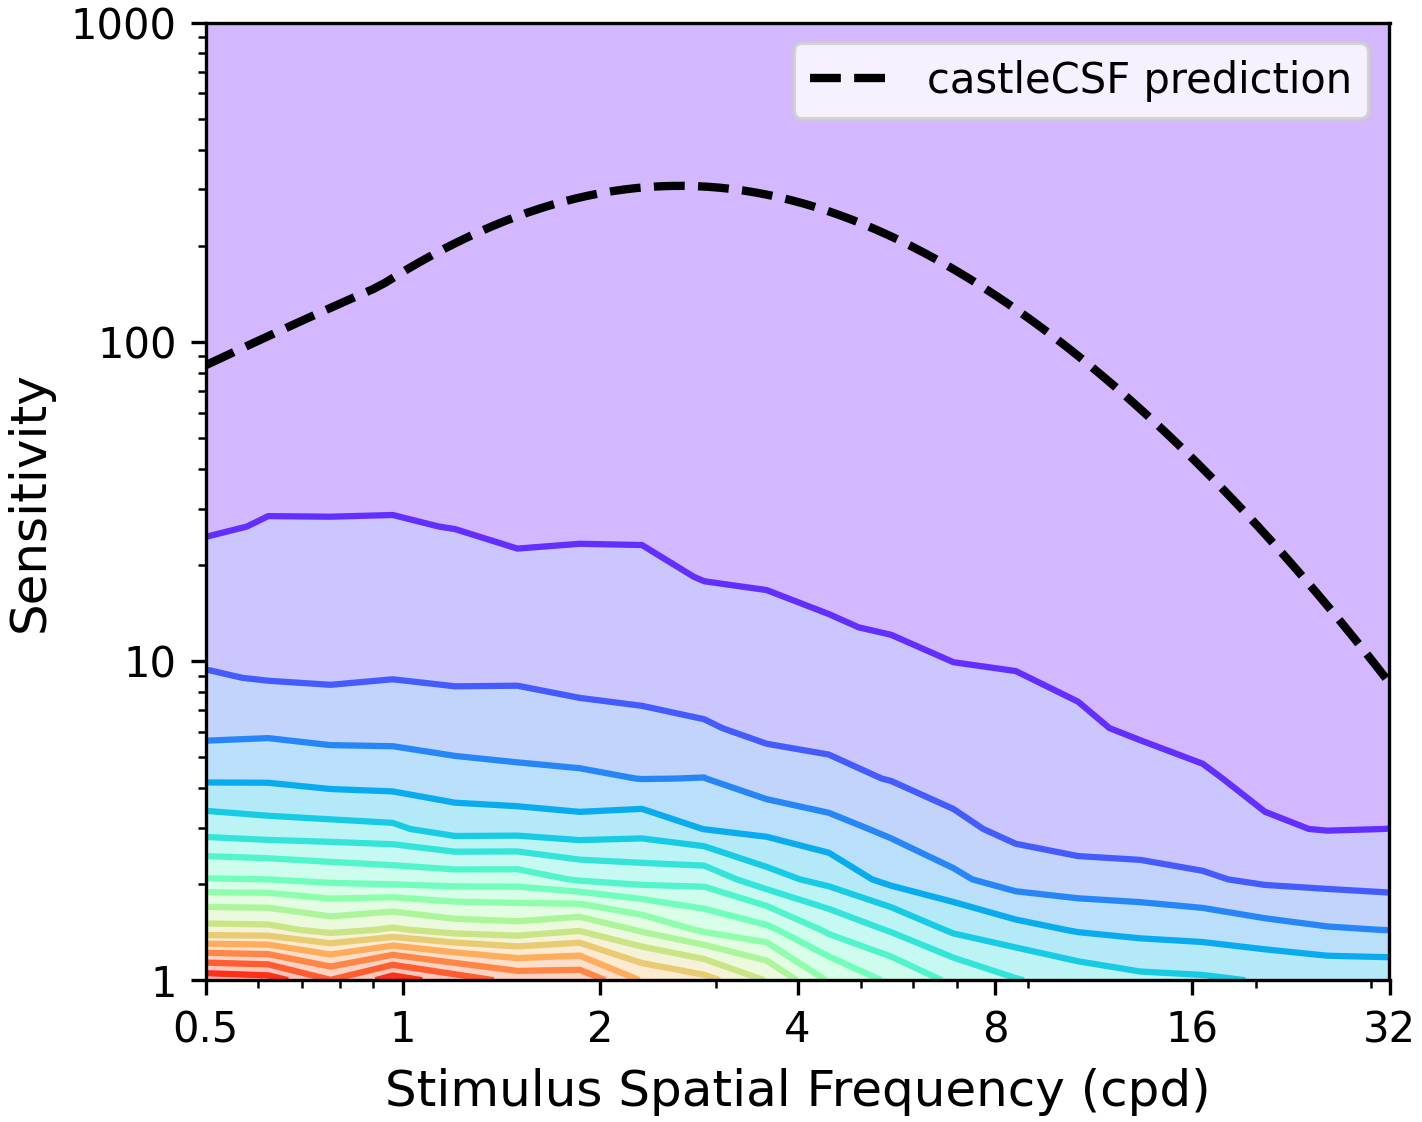 1000
castleCSF prediction
100
10
1
Sensitivity
0.5 1 2 4 8 16 32
Stimulus Spatial Frequency (cpd)